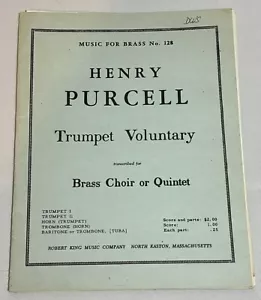 DWS
MUSIC FOR BRASS No. 128
HENRY
PURCELL
Trumpet Voluntary
transcribed for
Brass Choir or Quintet
TRUMPET I
TRUMPET II
HORN (TRUMPET)
TROMBONE (HORN)
BARITONE or TROMBONE, [TUBA]
Score and parts: $2.00
Score: 1.00
Each part: .25
ROBERT KING MUSIC COMPANY NORTH EASTON, MASSACHUSETTS